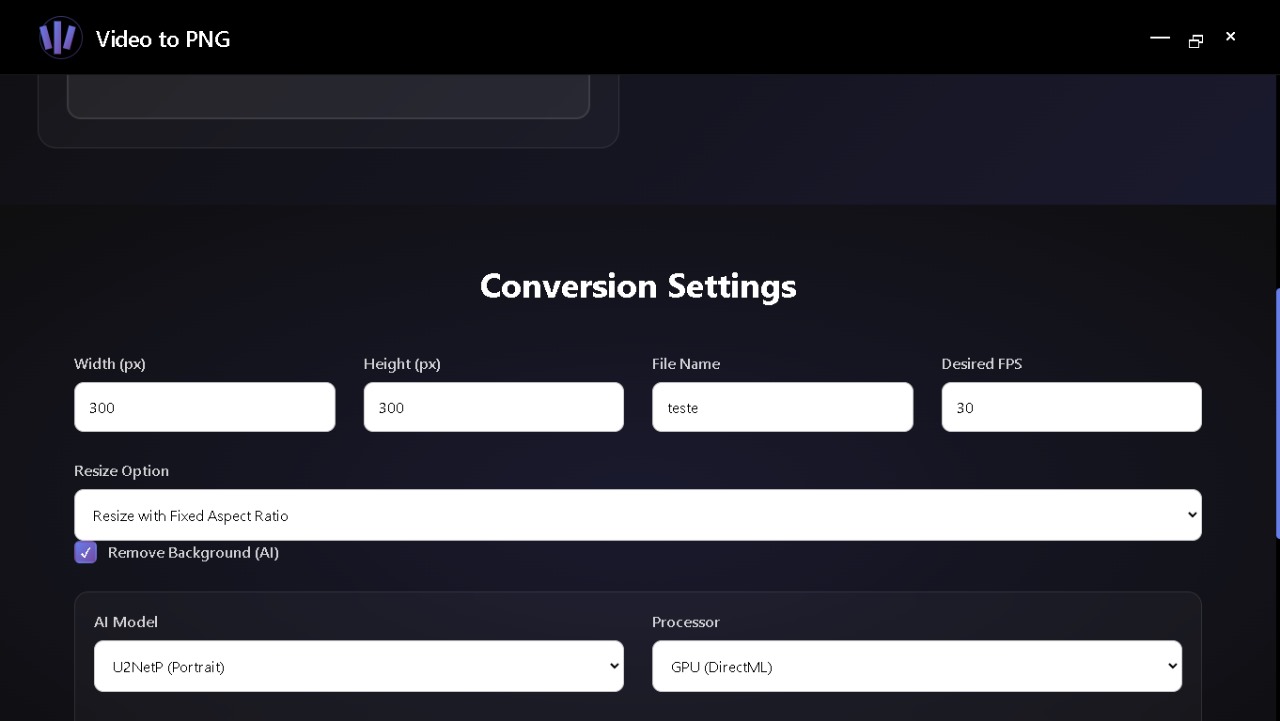 Video to PNG
Conversion Settings
Width (px)
Height (px)
File Name
Desired FPS
300
300
teste
30
Resize Option
Resize with Fixed Aspect Ratio
Remove Background (AI)
AI Model
Processor
U2NetP (Portrait)
GPU (DirectML)